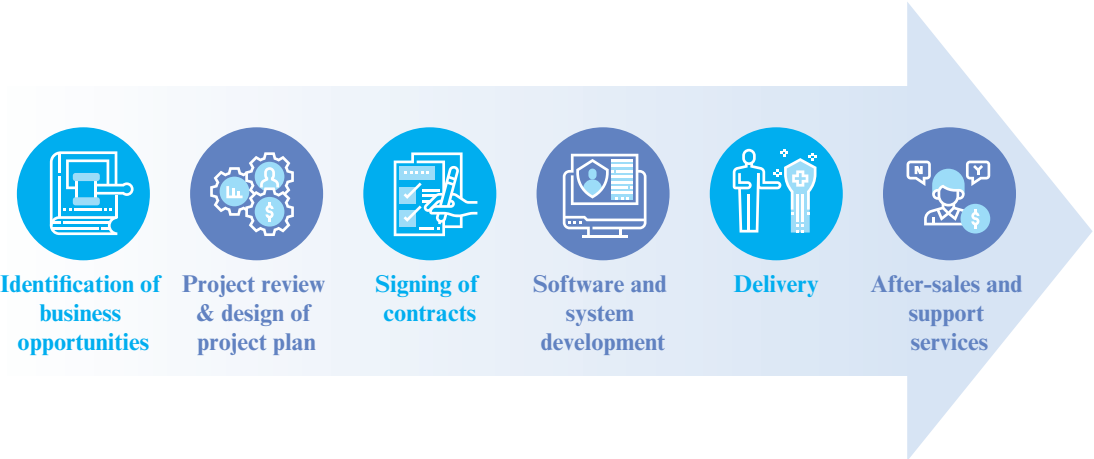 Identification of
business
opportunities
Project review
& design of
project plan
Signing of
contracts
Software and
system
development
Delivery
N
Y
$
$
After-sales and
support
services